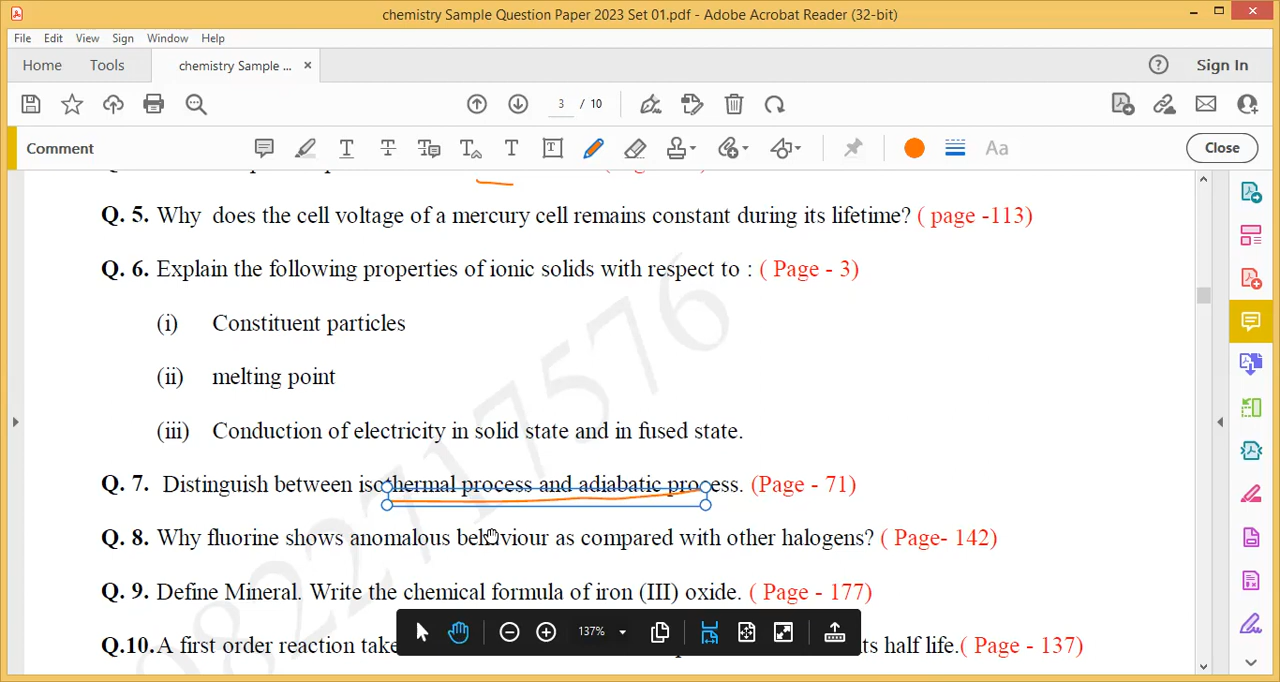 chemistry Sample Question Paper 2023 Set 01.pdf - Adobe Acrobat Reader (32-bit)
File Edit View Sign Window Help
Home Tools chemistry Sample ... × Sign In
3 / 10
Comment Aa Close
Q. 5. Why does the cell voltage of a mercury cell remains constant during its lifetime? ( page -113)
Q. 6. Explain the following properties of ionic solids with respect to : ( Page - 3)
(i) Constituent particles
(ii) melting point
(iii) Conduction of electricity in solid state and in fused state.
Q. 7. Distinguish between isothermal process and adiabatic process. (Page - 71)
Q. 8. Why fluorine shows anomalous behaviour as compared with other halogens? ( Page- 142)
Q. 9. Define Mineral. Write the chemical formula of iron (III) oxide. ( Page - 177)
137%
Q.10. A first order reaction its half life.( Page - 137)
9822717576